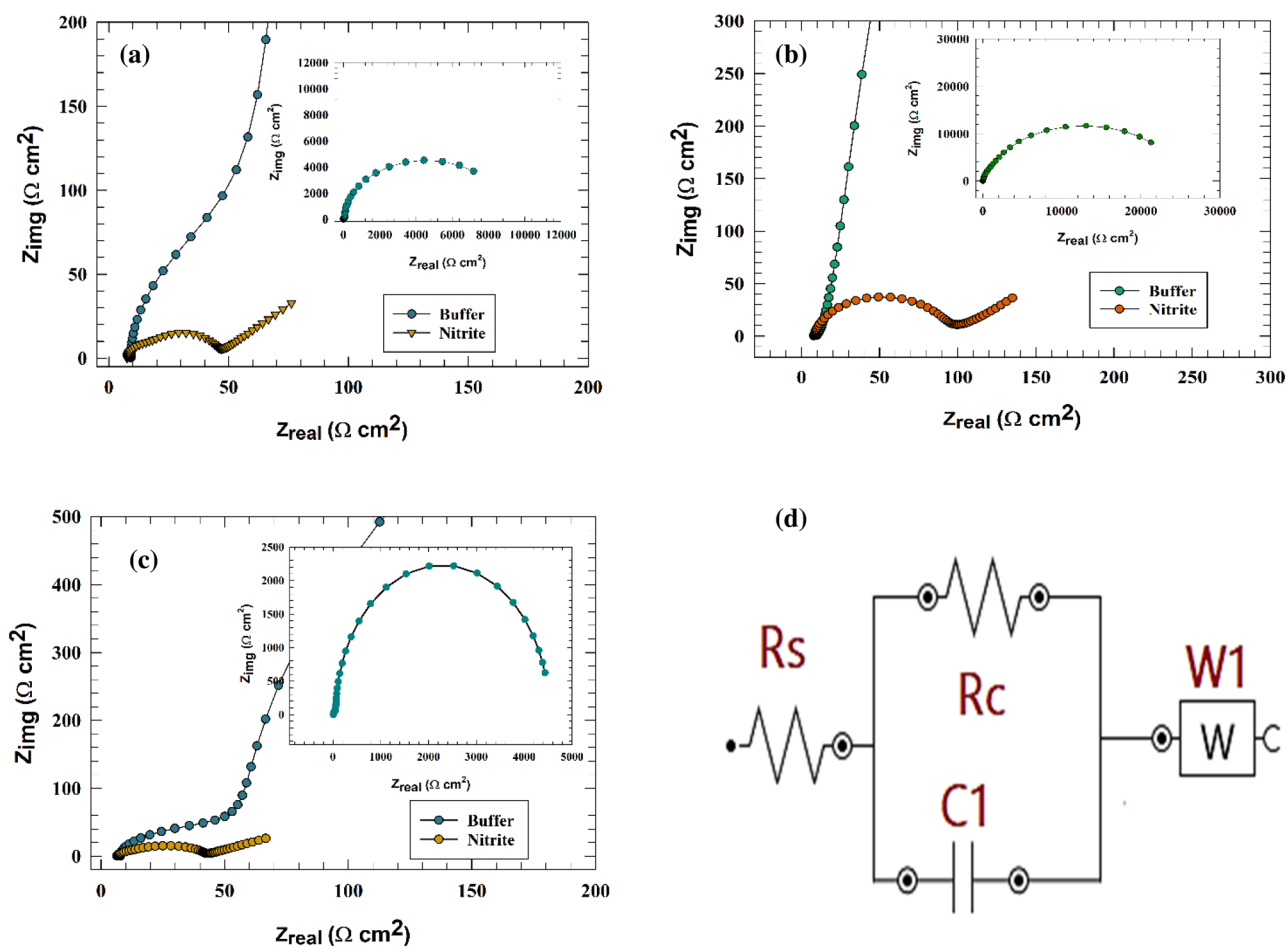 (a)
200
150
100
50
0
Zimg (Ω cm2)
0 50 100 150 200
Zreal (Ω cm2)
Buffer
Nitrite
12000
10000
8000
6000
4000
2000
0
Zimg (Ω cm2)
0 2000 4000 6000 8000 10000 12000
Zreal (Ω cm2)
(b)
300
250
200
150
100
50
0
Zimg (Ω cm2)
0 50 100 150 200 250 300
Zreal (Ω cm2)
Buffer
Nitrite
30000
20000
10000
0
Zimg (Ω cm2)
0 10000 20000 30000
Zreal (Ω cm2)
(c)
500
400
300
200
100
0
Zimg (Ω cm2)
0 50 100 150 200
Zreal (Ω cm2)
Buffer
Nitrite
2500
2000
1500
1000
500
0
Zimg (Ω cm2)
0 1000 2000 3000 4000 5000
Zreal (Ω cm2)
(d)
Rs
Rc
C1
W1
W